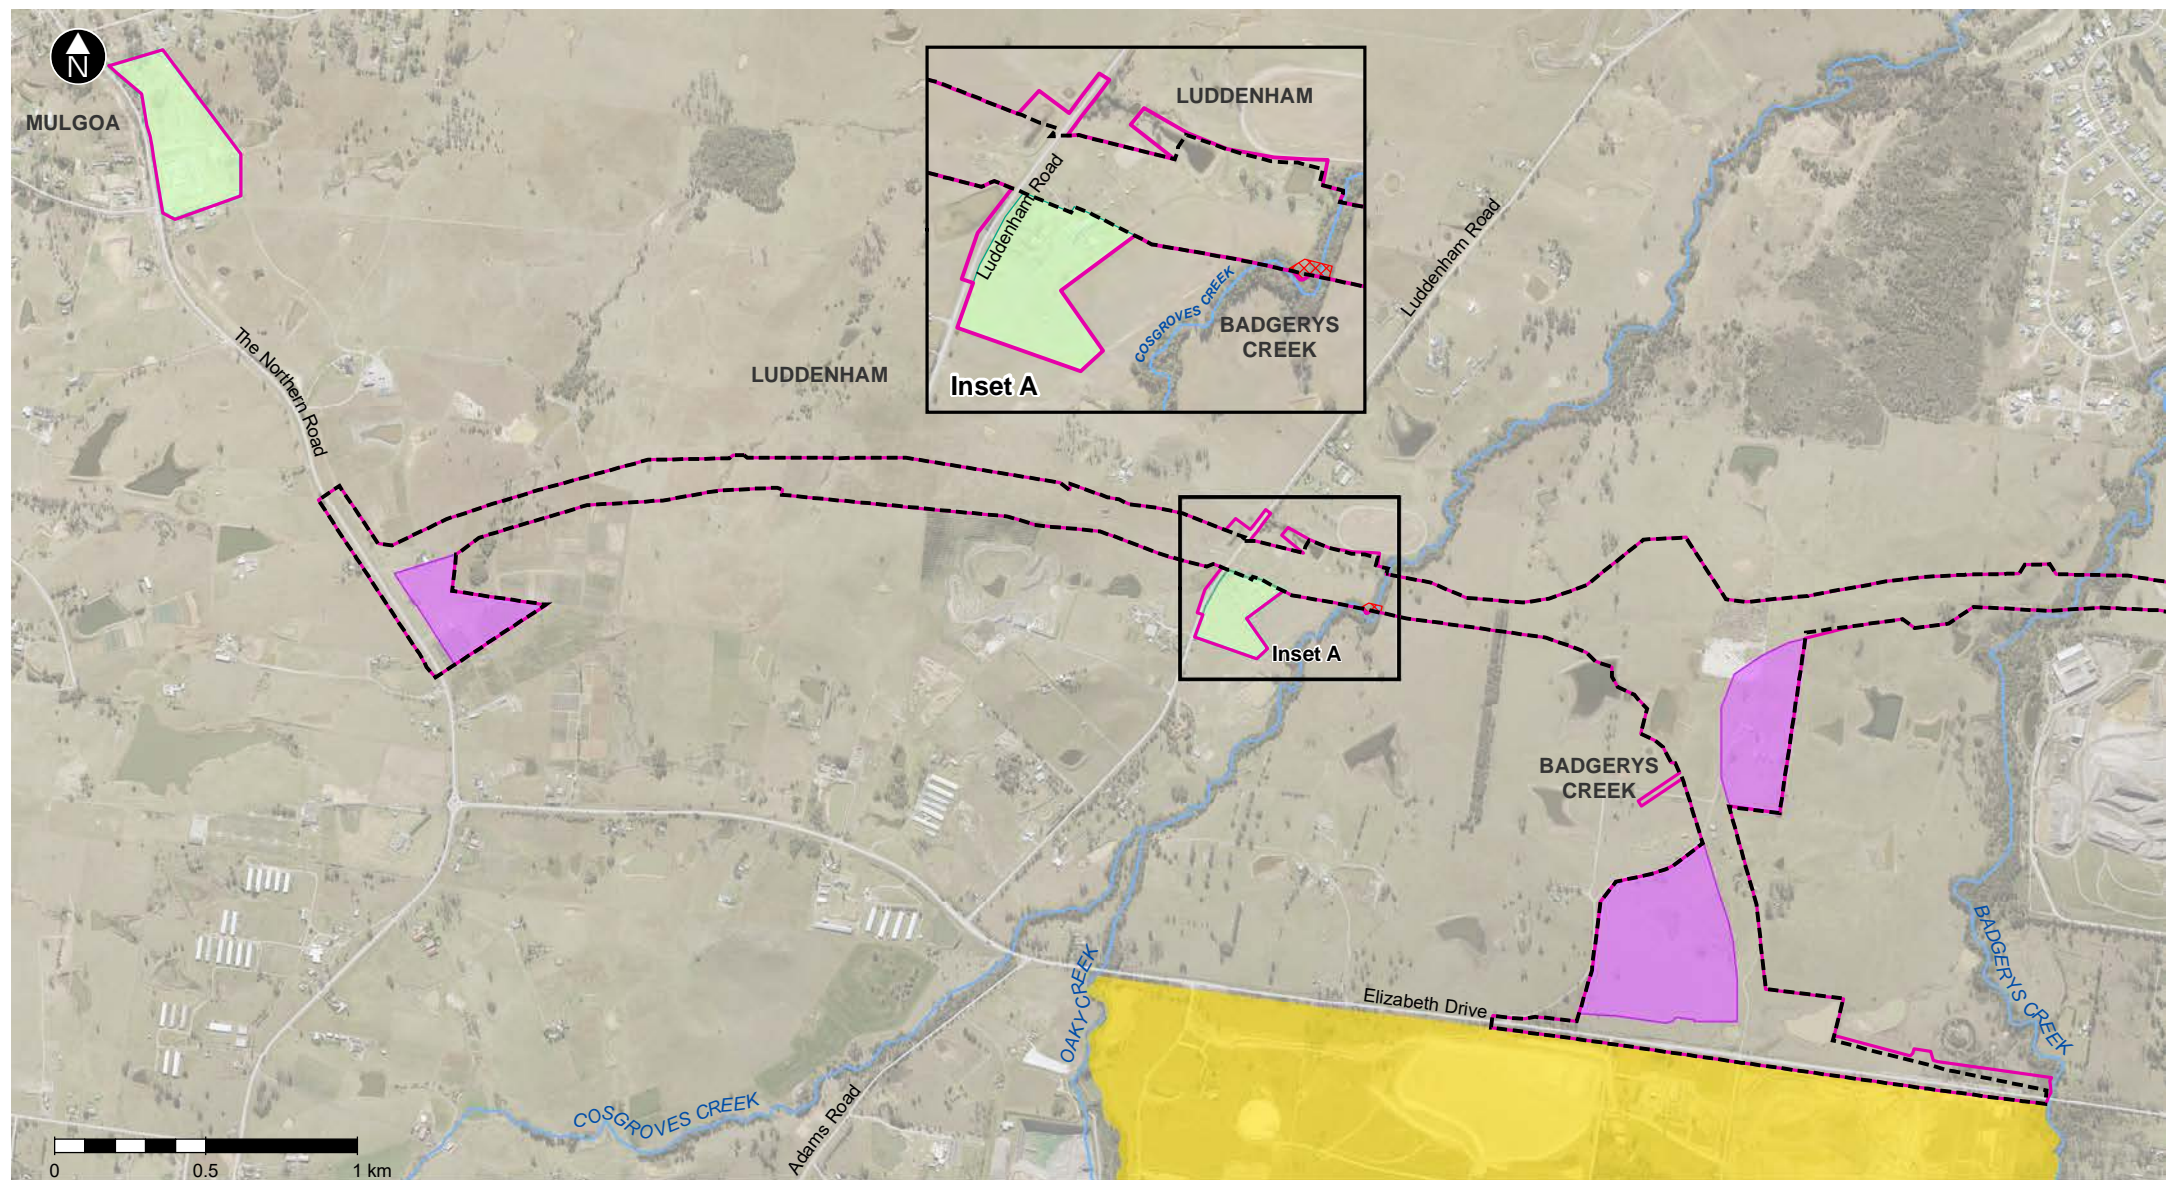 N
MULGOA
LUDDENHAM
Luddenham Road
COSGROVES CREEK
BADGERYS
CREEK
Inset A
Luddenham Road
The Northern Road
LUDDENHAM
Inset A
BADGERYS
CREEK
BADGERYS CREEK
Elizabeth Drive
OAKY CREEK
COSGROVES CREEK
Adams Road
0 0.5 1 km